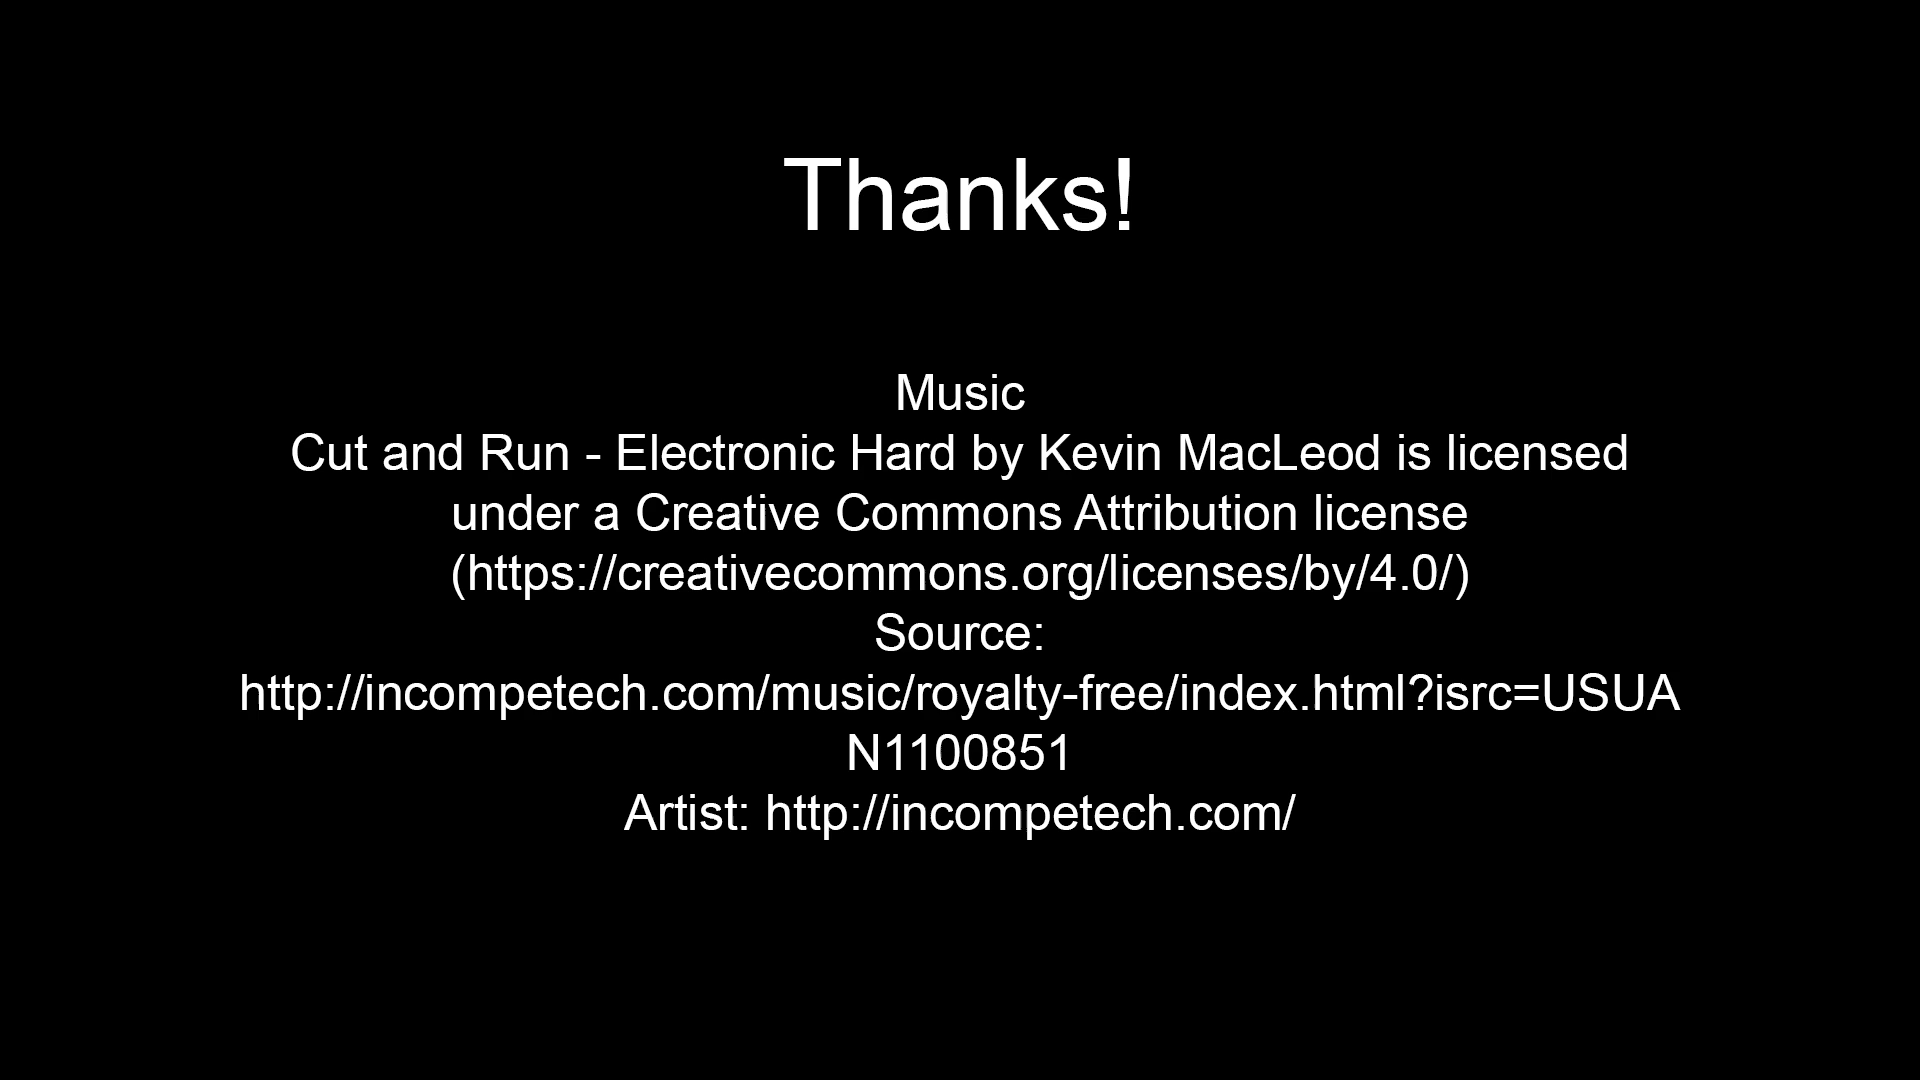 Thanks!
Music
Cut and Run - Electronic Hard by Kevin MacLeod is licensed
under a Creative Commons Attribution license
(https://creativecommons.org/licenses/by/4.0/)
Source:
http://incompetech.com/music/royalty-free/index.html?isrc=USUA
N1100851
Artist: http://incompetech.com/